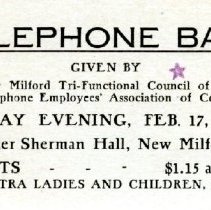 LEPHONE BA
GIVEN BY
Milford Tri-Functional Council of
phone Employees' Association of Co
AY EVENING, FEB. 17,
er Sherman Hall, New Milfo
TS - - - $1.15 a
TRA LADIES AND CHILDREN,